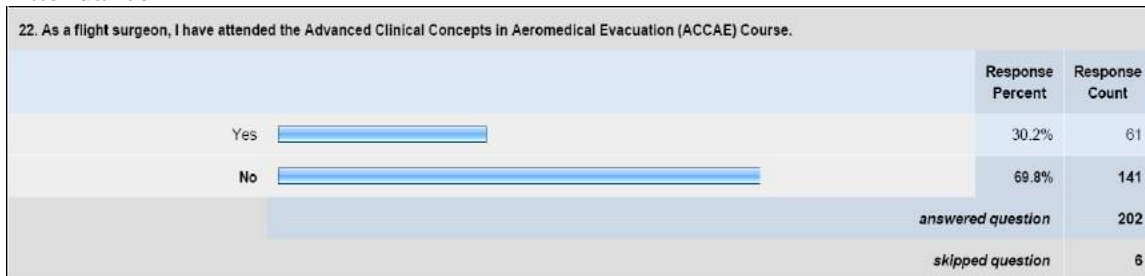 22. As a flight surgeon, I have attended the Advanced Clinical Concepts in Aeromedical Evacuation (ACCAE) Course.
Response Percent Response Count
Yes 30.2% 61
No 69.8% 141
answered question 202
skipped question 6